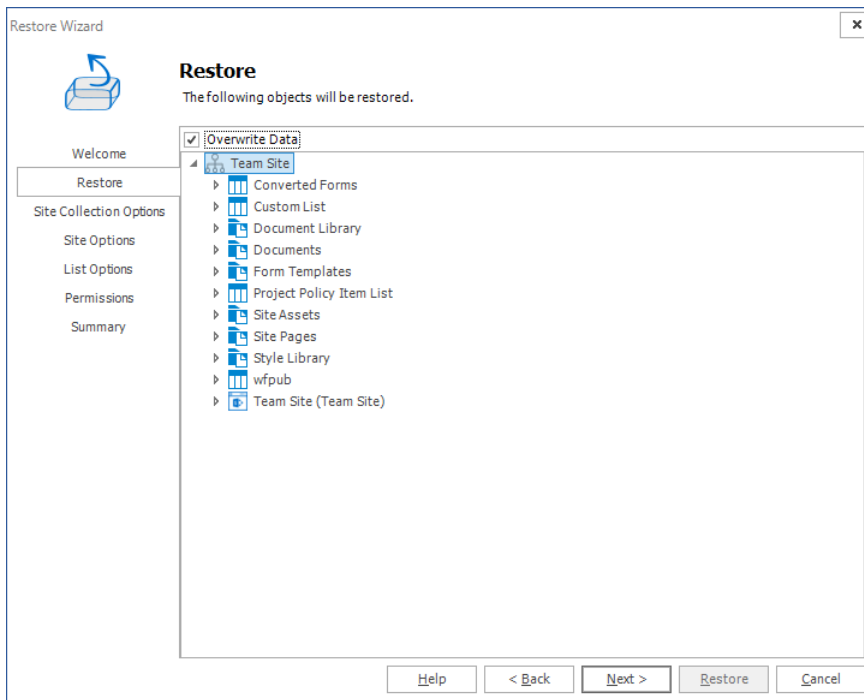 Restore Wizard
Restore
The following objects will be restored.
Welcome
Restore
Site Collection Options
Site Options
List Options
Permissions
Summary
Overwrite Data
Team Site
Converted Forms
Custom List
Document Library
Documents
Form Templates
Project Policy Item List
Site Assets
Site Pages
Style Library
wfpub
Team Site (Team Site)
Help
< Back
Next >
Restore
Cancel